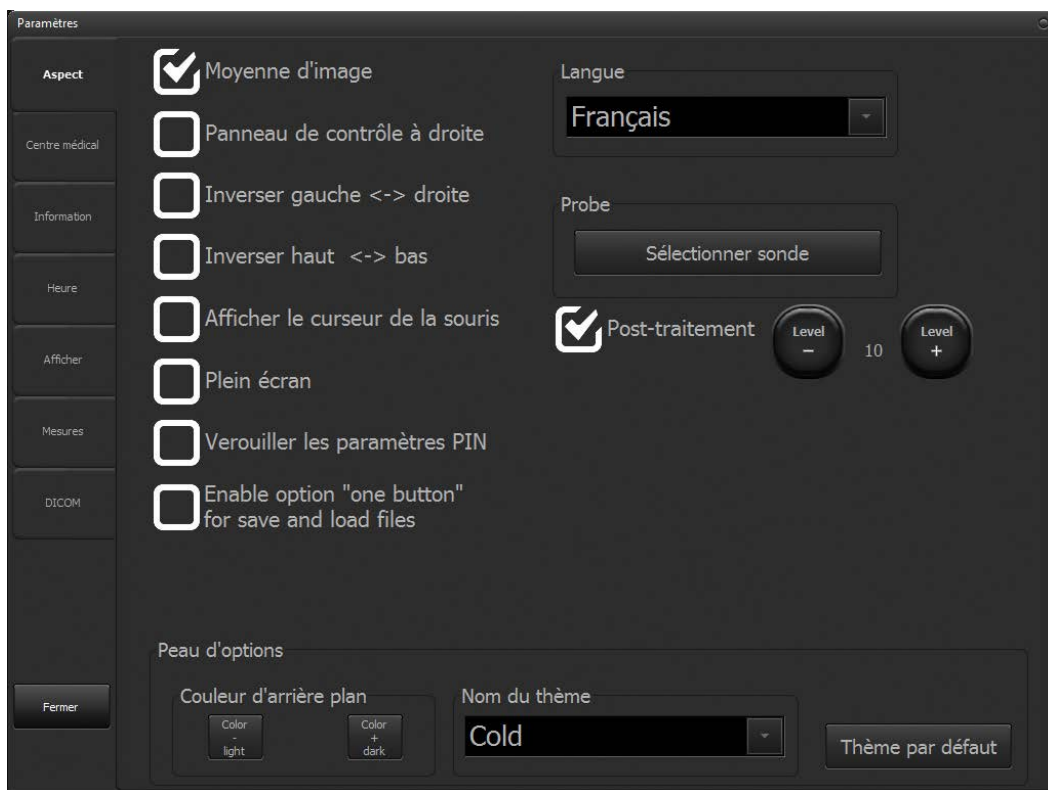 Paramètres
Aspect
Centre médical
Information
Heure
Afficher
Mesures
DICOM
Fermer
Moyenne d'image
Panneau de contrôle à droite
Inverser gauche <-> droite
Inverser haut <-> bas
Afficher le curseur de la souris
Plein écran
Verouiller les paramètres PIN
Enable option "one button"
for save and load files
Langue
Français
Probe
Sélectionner sonde
Post-traitement
Level
-
10
Level
+
Peau d'options
Couleur d'arrière plan
Color
-
light
Color
+
dark
Nom du thème
Cold
Thème par défaut